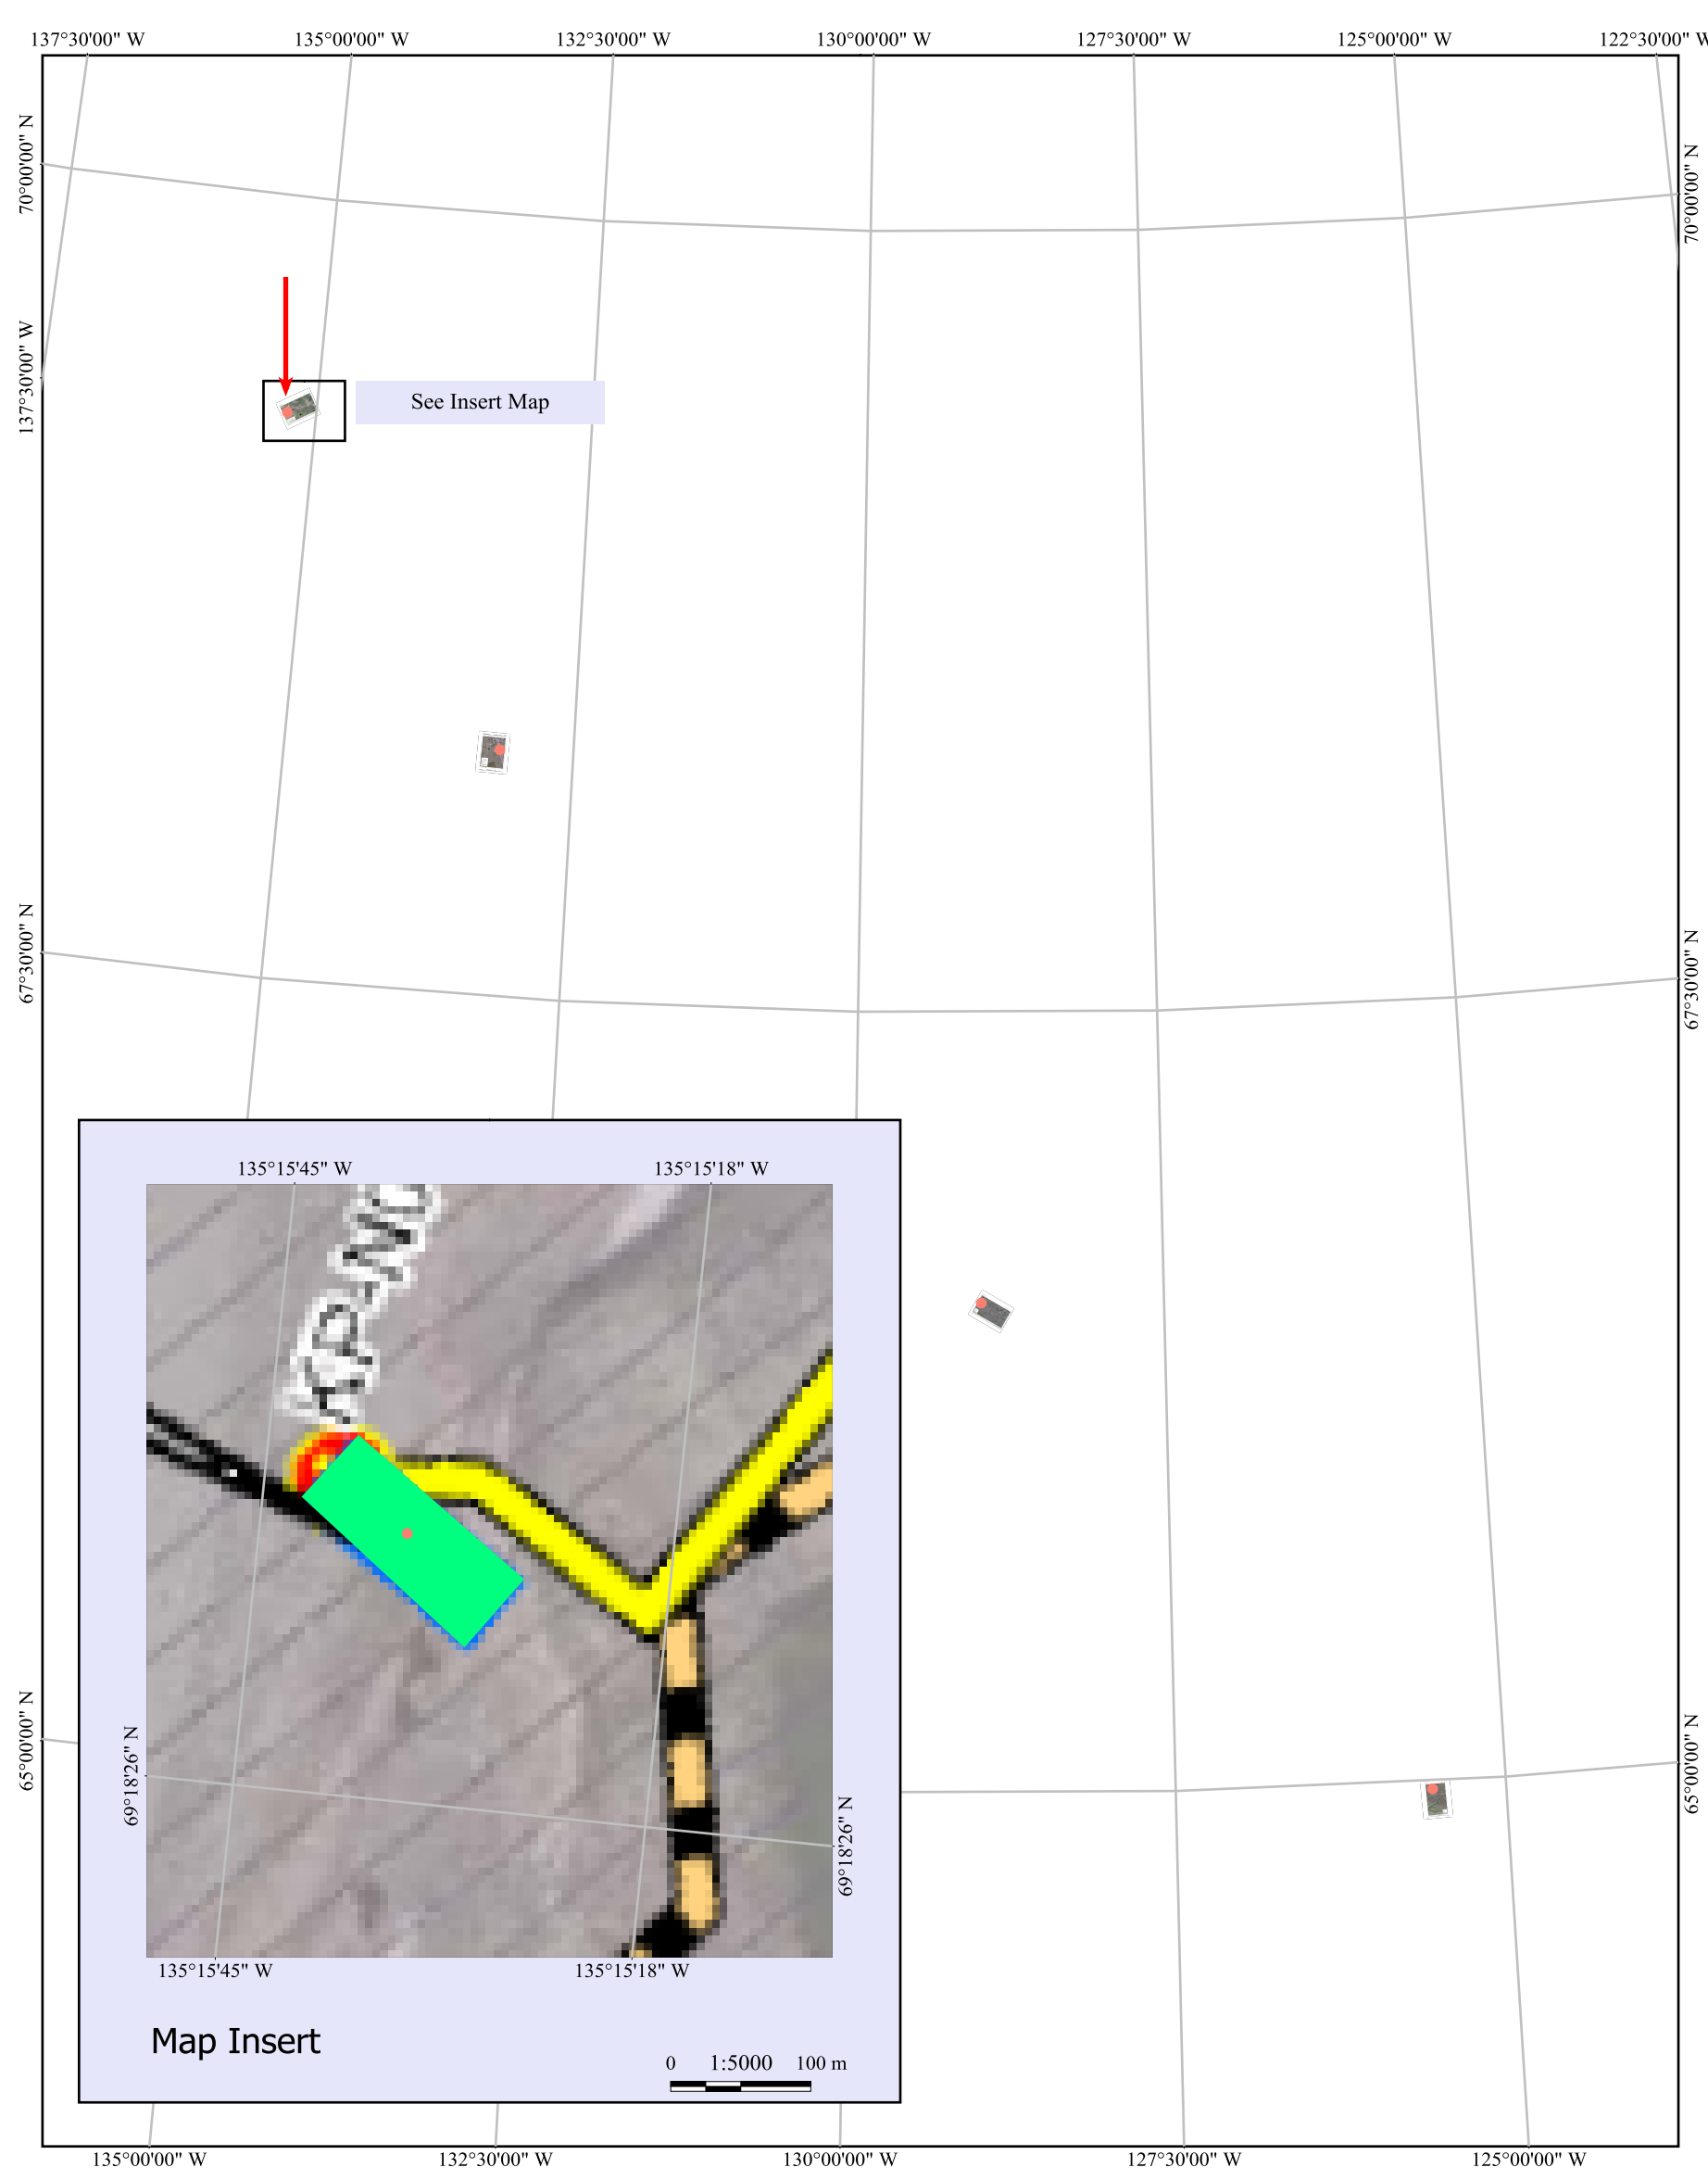 137°30'00" W 135°00'00" W 132°30'00" W 130°00'00" W 127°30'00" W 125°00'00" W 122°30'00" W
70°00'00" N
70°00'00" N
137°30'00" W
See Insert Map
67°30'00" N
67°30'00" N
135°15'45" W 135°15'18" W
KP-IN
65°00'00" N
65°00'00" N
69°18'26" N
69°18'26" N
135°15'45" W 135°15'18" W
Map Insert
0 1:5000 100 m
135°00'00" W 132°30'00" W 130°00'00" W 127°30'00" W 125°00'00" W